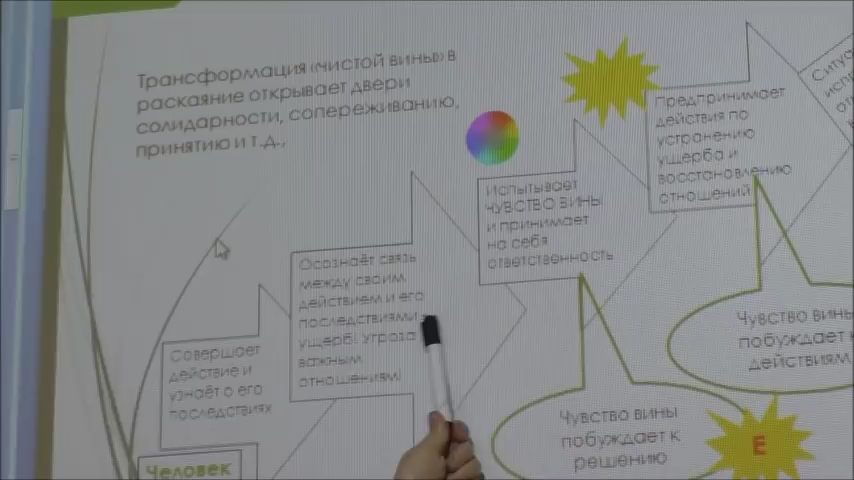 Трансформация «чистой вины» в
раскаяние открывает двери
солидарности, сопереживанию,
принятию и т.д.,
Предпринимает
действия по
устранению
ущерба и
восстановлению
отношений
Испытывает
ЧУВСТВО ВИНЫ
и принимает
на себя
ответственность
Осознаёт связь
между своим
действием и его
последствиями -
ущерб! Угроза
важным
отношениям!
Совершает
действие и
узнаёт о его
последствиях
Человек
Чувство вины
побуждает к
решению
E
Чувство вины
побуждает к
действиям